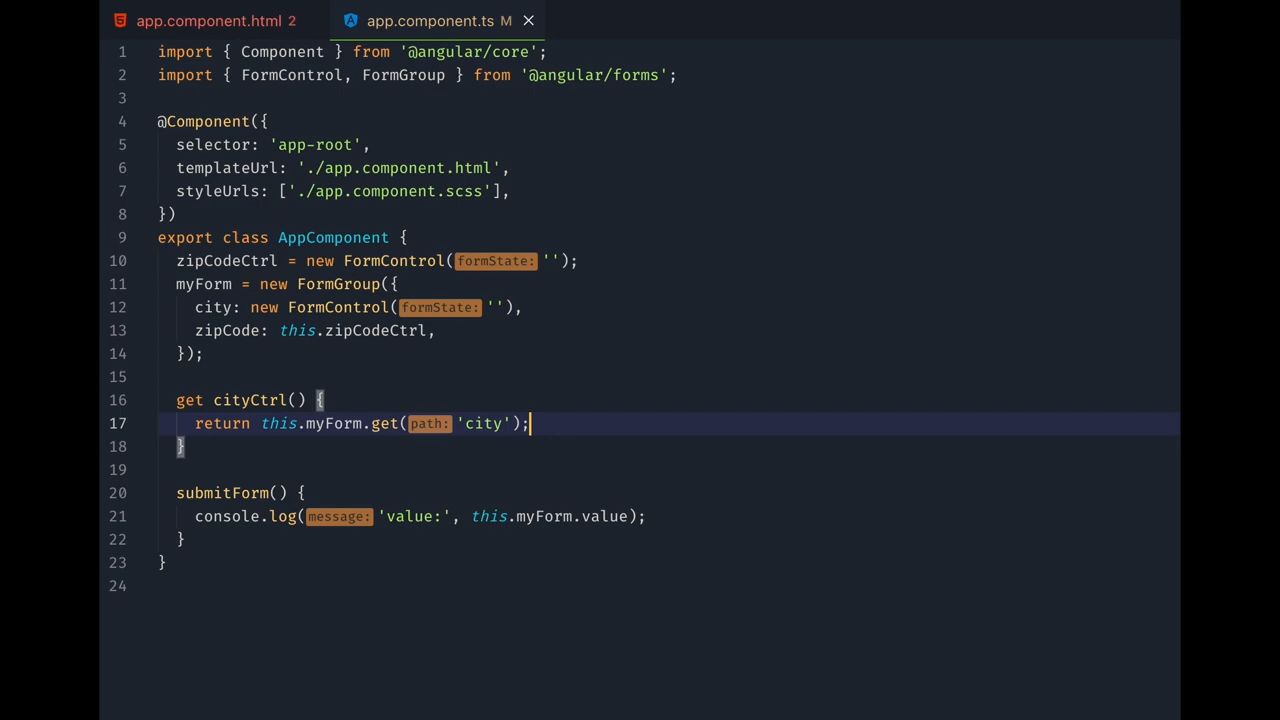 app.component.html 2 app.component.ts M
1 import { Component } from '@angular/core';
2 import { FormControl, FormGroup } from '@angular/forms';
3
4 @Component({
5 selector: 'app-root',
6 templateUrl: './app.component.html',
7 styleUrls: ['./app.component.scss'],
8 })
9 export class AppComponent {
10 zipCodeCtrl = new FormControl(formState: '');
11 myForm = new FormGroup({
12 city: new FormControl(formState: ''),
13 zipCode: this.zipCodeCtrl,
14 });
15
16 get cityCtrl() {
17 return this.myForm.get(path: 'city');
18 }
19
20 submitForm() {
21 console.log(message: 'value:', this.myForm.value);
22 }
23 }
24